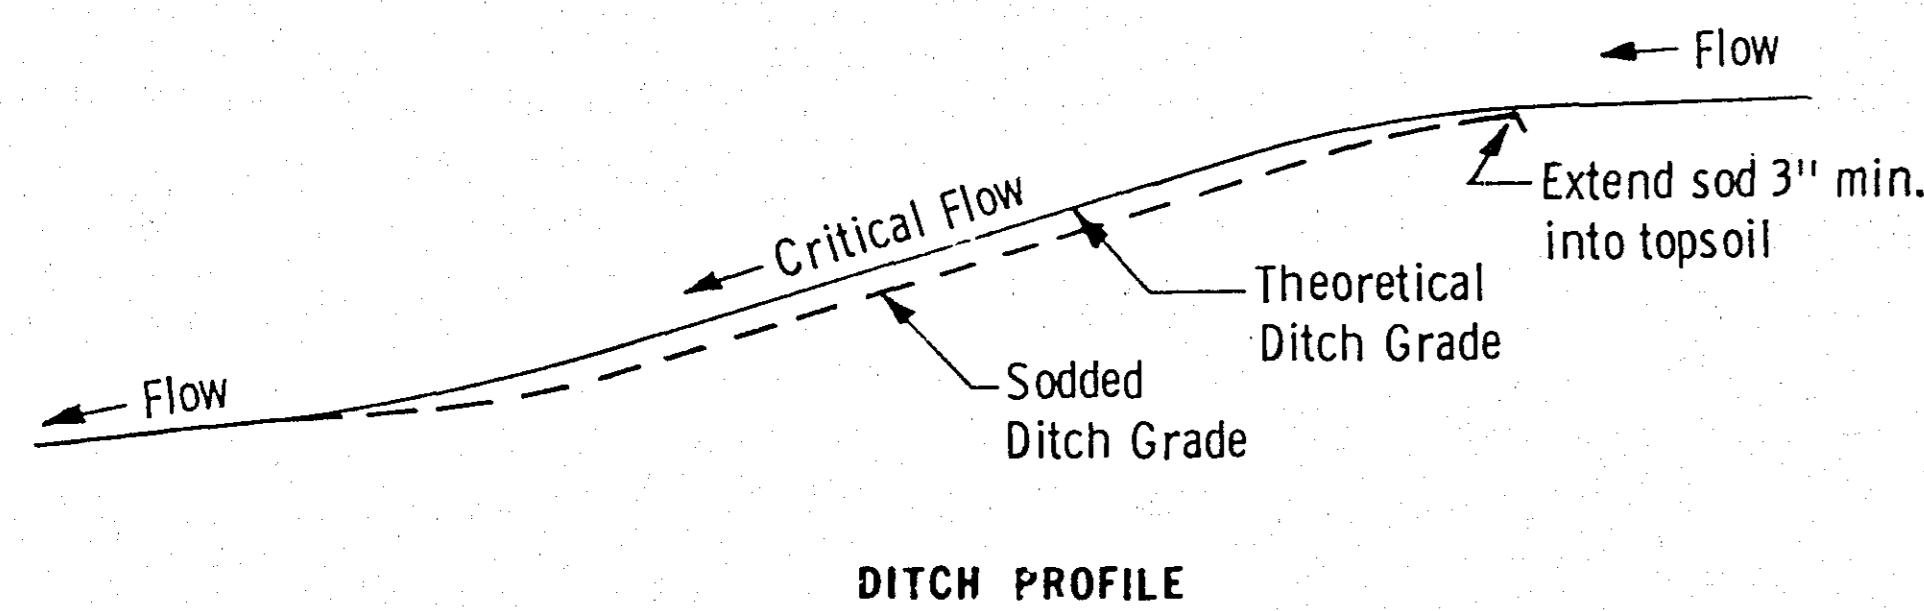 Flow
Extend sod 3" min.
into topsoil
Critical Flow
Theoretical
Ditch Grade
Sodded
Ditch Grade
Flow
DITCH PROFILE